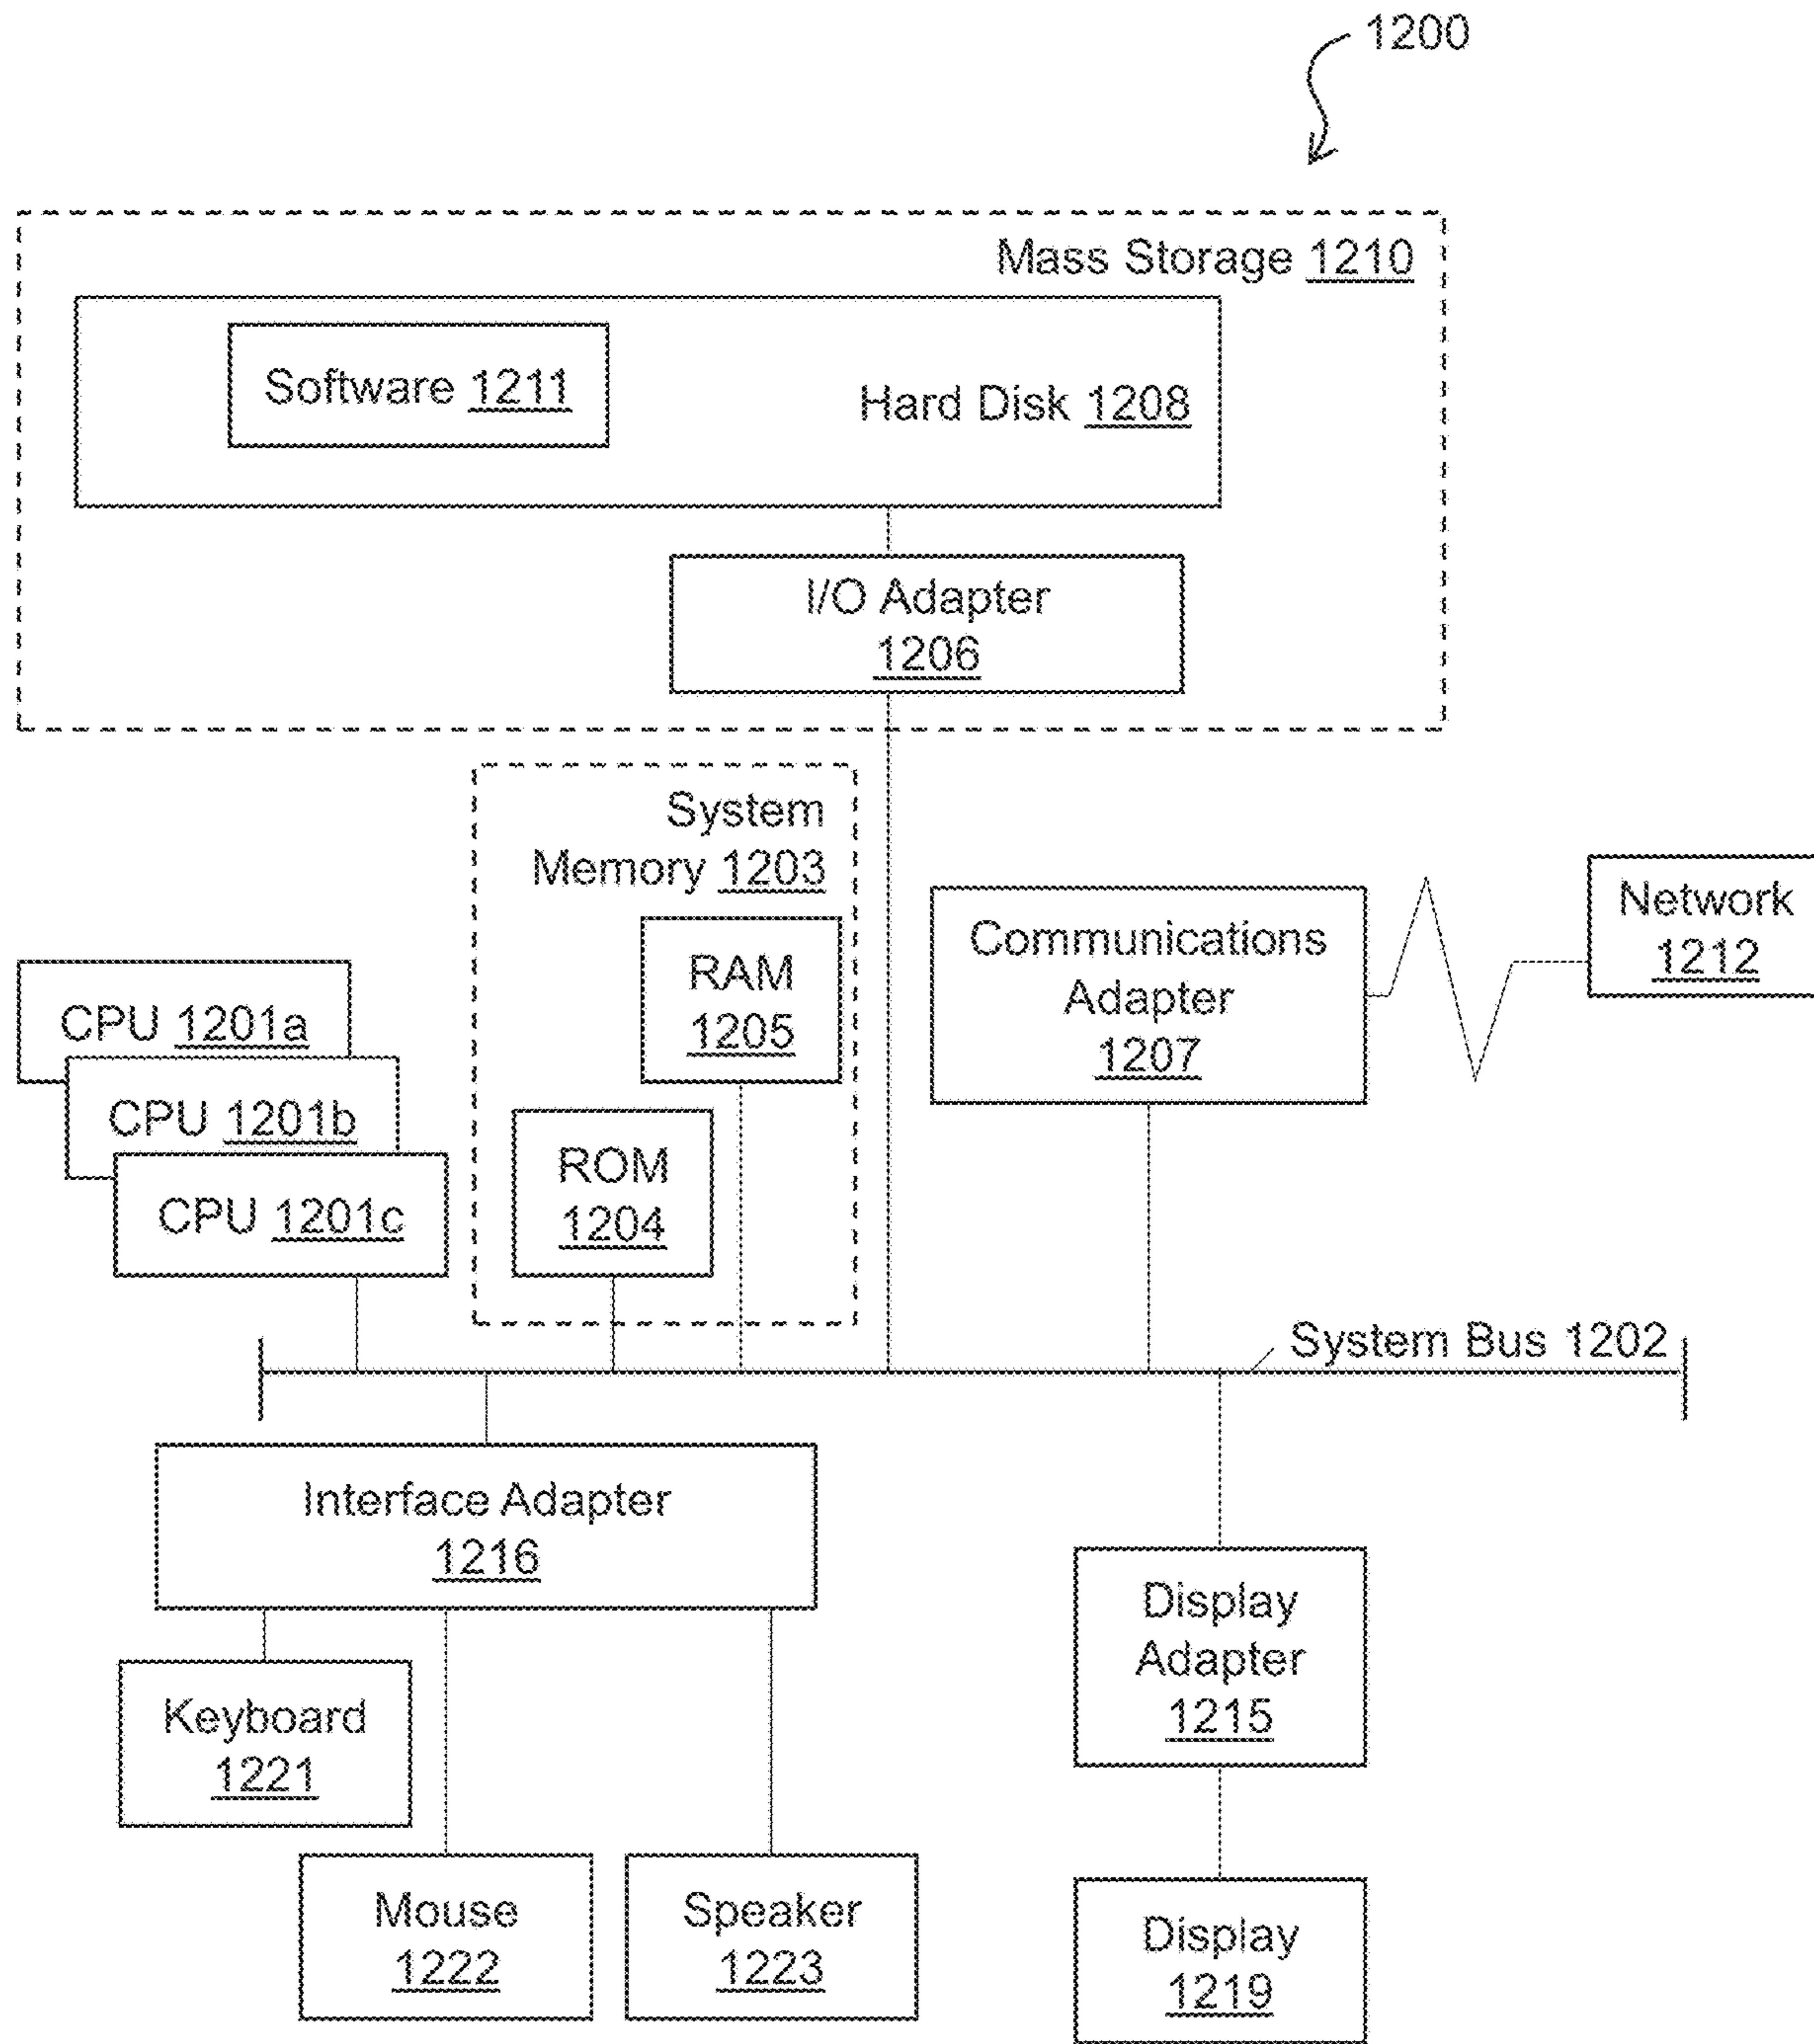 1200
Mass Storage 1210
Software 1211
Hard Disk 1208
I/O Adapter
1206
System
Memory 1203
RAM
1205
ROM
1204
Communications
Adapter
1207
Network
1212
CPU 1201a
CPU 1201b
CPU 1201c
System Bus 1202
Interface Adapter
1216
Keyboard
1221
Mouse
1222
Speaker
1223
Display
Adapter
1215
Display
1219